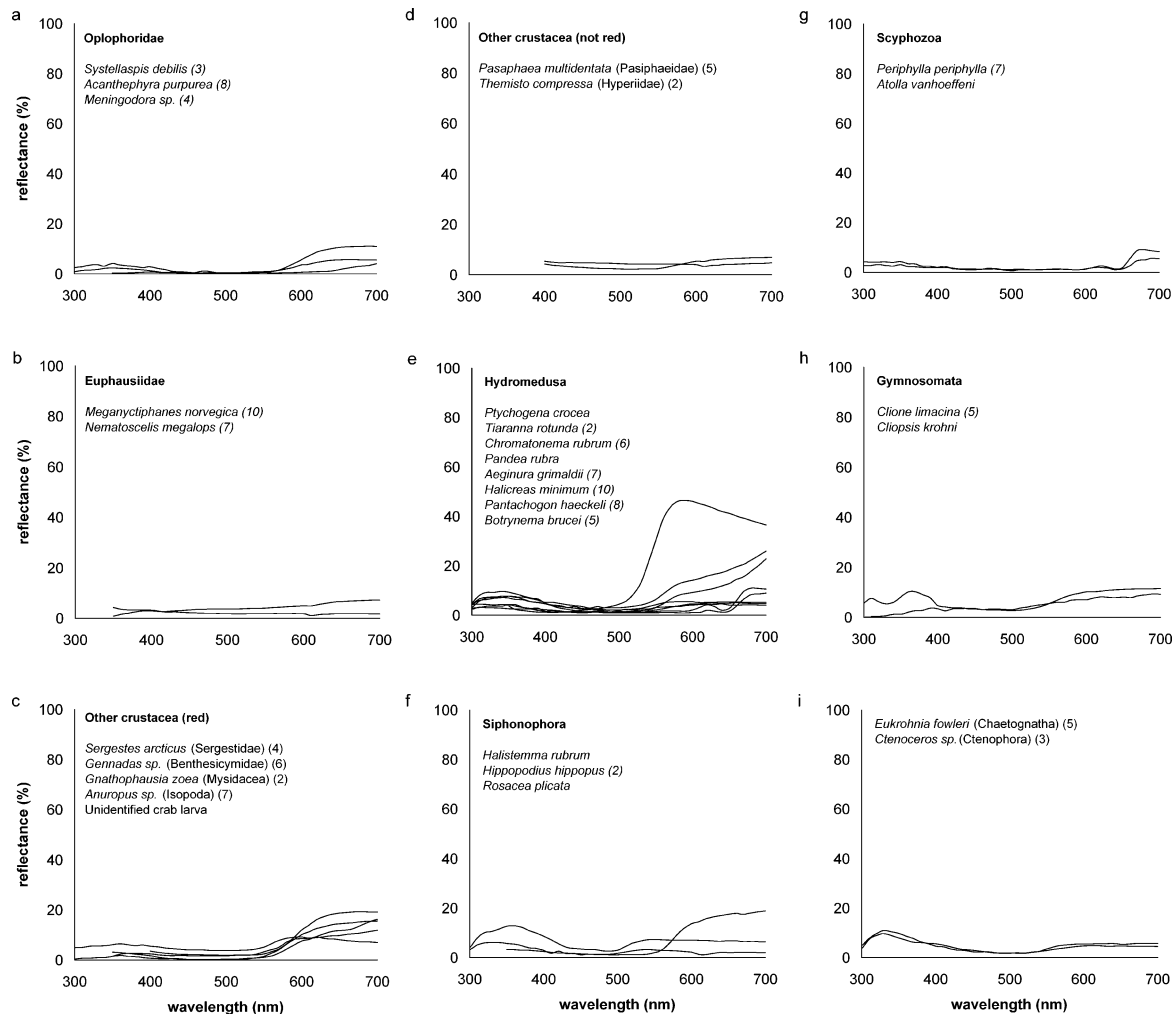 a
Oplophoridae
Systellaspis debilis (3)
Acanthephyra purpurea (8)
Meningodora sp. (4)
reflectance (%)
100
80
60
40
20
0
300 400 500 600 700
d
Other crustacea (not red)
Pasaphaea multidentata (Pasiphaeidae) (5)
Themisto compressa (Hyperiidae) (2)
100
80
60
40
20
0
300 400 500 600 700
g
Scyphozoa
Periphylla periphylla (7)
Atolla vanhoeffeni
100
80
60
40
20
0
300 400 500 600 700
b
Euphausiidae
Meganyctiphanes norvegica (10)
Nematoscelis megalops (7)
reflectance (%)
100
80
60
40
20
0
300 400 500 600 700
e
Hydromedusa
Ptychogena crocea
Tiaranna rotunda (2)
Chromatonema rubrum (6)
Pandea rubra
Aeginura grimaldii (7)
Halicreas minimum (10)
Pantachogon haeckeli (8)
Botrynema brucei (5)
100
80
60
40
20
0
300 400 500 600 700
h
Gymnosomata
Clione limacina (5)
Cliopsis krohni
100
80
60
40
20
0
300 400 500 600 700
c
Other crustacea (red)
Sergestes arcticus (Sergestidae) (4)
Gennadas sp. (Benthesicymidae) (6)
Gnathophausia zoea (Mysidacea) (2)
Anuropus sp. (Isopoda) (7)
Unidentified crab larva
reflectance (%)
100
80
60
40
20
0
300 400 500 600 700
wavelength (nm)
f
Siphonophora
Halistemma rubrum
Hippopodius hippopus (2)
Rosacea plicata
100
80
60
40
20
0
300 400 500 600 700
wavelength (nm)
i
Eukrohnia fowleri (Chaetognatha) (5)
Ctenoceros sp. (Ctenophora) (3)
100
80
60
40
20
0
300 400 500 600 700
wavelength (nm)